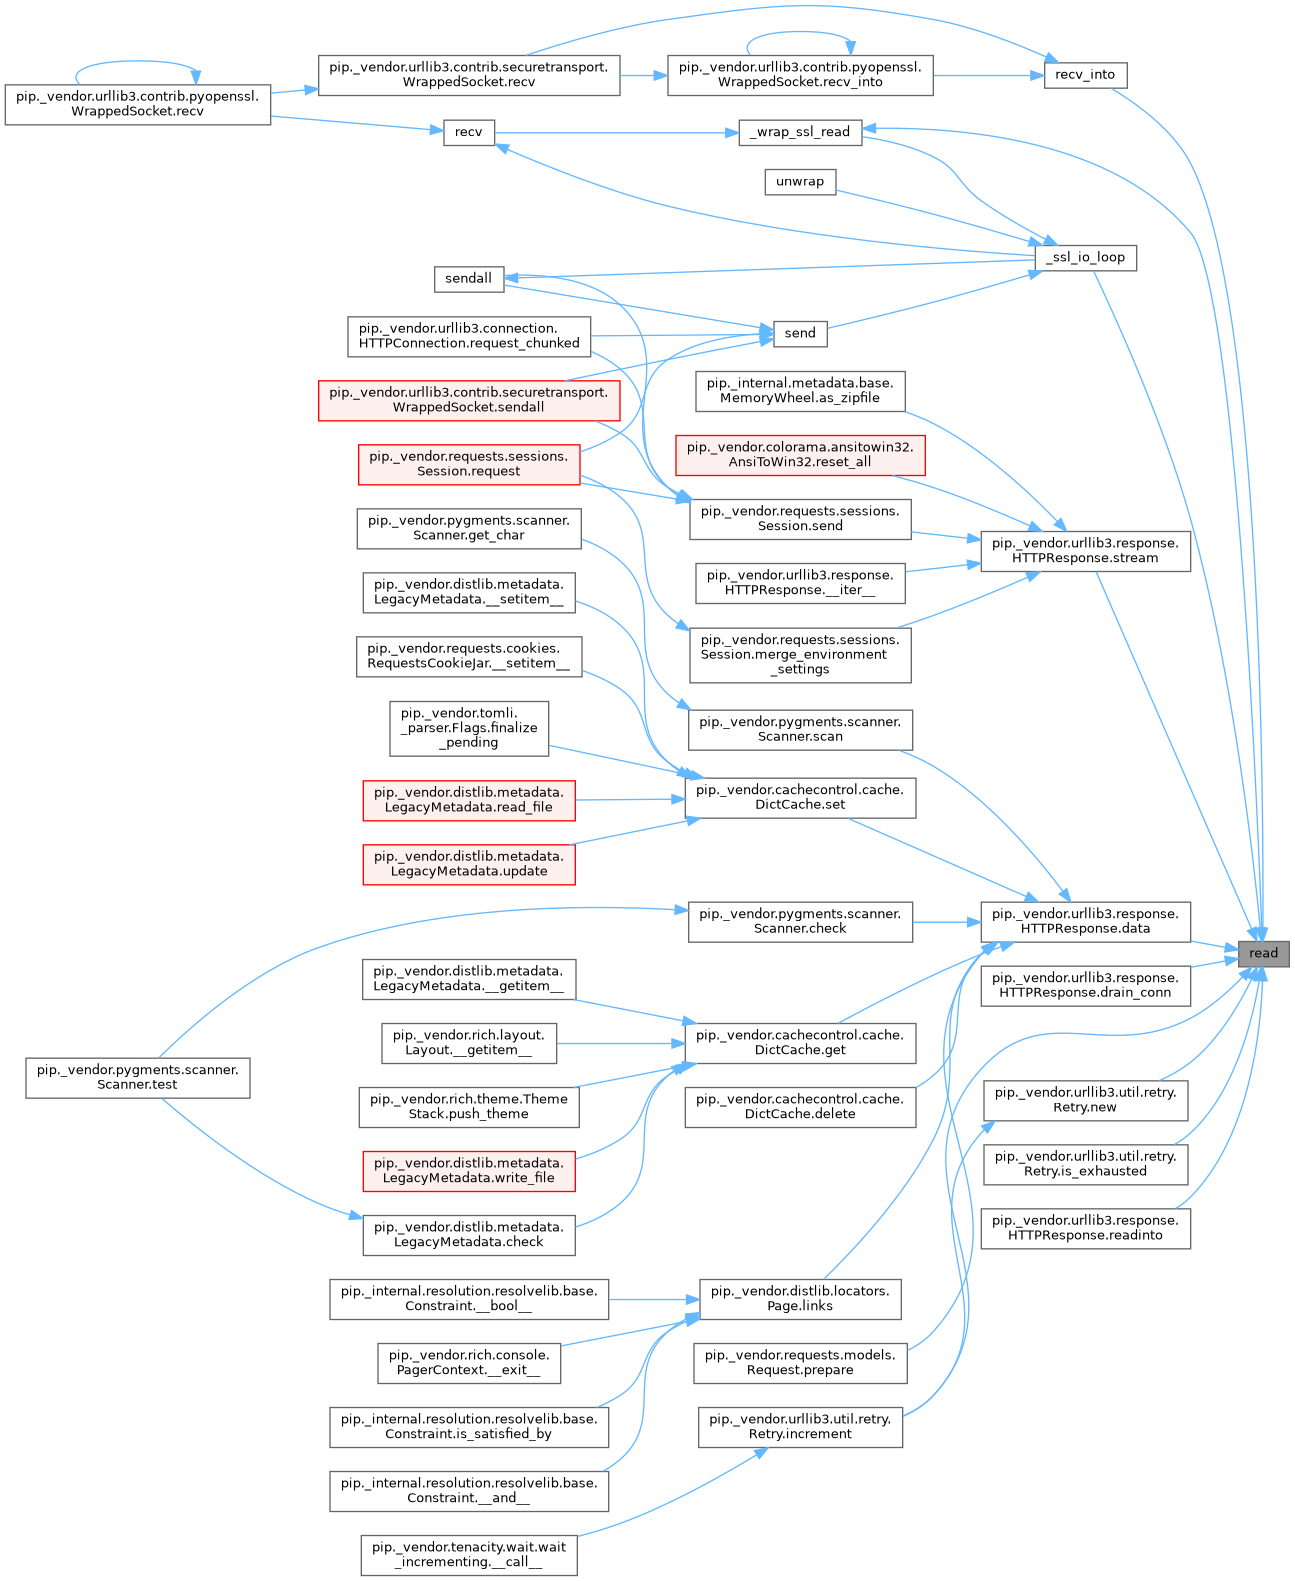 pip._vendor.urllib3.contrib.pyopenssl.
WrappedSocket.recv
pip._vendor.urllib3.contrib.securetransport.
WrappedSocket.recv
pip._vendor.urllib3.contrib.pyopenssl.
WrappedSocket.recv_into
recv_into
recv
_wrap_ssl_read
unwrap
_ssl_io_loop
sendall
send
pip._vendor.urllib3.connection.
HTTPConnection.request_chunked
pip._vendor.urllib3.contrib.securetransport.
WrappedSocket.sendall
pip._vendor.requests.sessions.
Session.request
pip._internal.metadata.base.
MemoryWheel.as_zipfile
pip._vendor.colorama.ansitowin32.
AnsiToWin32.reset_all
pip._vendor.requests.sessions.
Session.send
pip._vendor.urllib3.response.
HTTPResponse.__iter__
pip._vendor.requests.sessions.
Session.merge_environment
_settings
pip._vendor.urllib3.response.
HTTPResponse.stream
pip._vendor.pygments.scanner.
Scanner.get_char
pip._vendor.distlib.metadata.
LegacyMetadata.__setitem__
pip._vendor.requests.cookies.
RequestsCookieJar.__setitem__
pip._vendor.tomli.
_parser.Flags.finalize
_pending
pip._vendor.distlib.metadata.
LegacyMetadata.read_file
pip._vendor.distlib.metadata.
LegacyMetadata.update
pip._vendor.pygments.scanner.
Scanner.scan
pip._vendor.cachecontrol.cache.
DictCache.set
pip._vendor.pygments.scanner.
Scanner.check
pip._vendor.urllib3.response.
HTTPResponse.data
read
pip._vendor.urllib3.response.
HTTPResponse.drain_conn
pip._vendor.distlib.metadata.
LegacyMetadata.__getitem__
pip._vendor.rich.layout.
Layout.__getitem__
pip._vendor.cachecontrol.cache.
DictCache.get
pip._vendor.pygments.scanner.
Scanner.test
pip._vendor.rich.theme.Theme
Stack.push_theme
pip._vendor.cachecontrol.cache.
DictCache.delete
pip._vendor.urllib3.util.retry.
Retry.new
pip._vendor.distlib.metadata.
LegacyMetadata.write_file
pip._vendor.urllib3.util.retry.
Retry.is_exhausted
pip._vendor.distlib.metadata.
LegacyMetadata.check
pip._vendor.urllib3.response.
HTTPResponse.readinto
pip._internal.resolution.resolvelib.base.
Constraint.__bool__
pip._vendor.distlib.locators.
Page.links
pip._vendor.rich.console.
PagerContext.__exit__
pip._vendor.requests.models.
Request.prepare
pip._internal.resolution.resolvelib.base.
Constraint.is_satisfied_by
pip._vendor.urllib3.util.retry.
Retry.increment
pip._internal.resolution.resolvelib.base.
Constraint.__and__
pip._vendor.tenacity.wait.wait
_incrementing.__call__